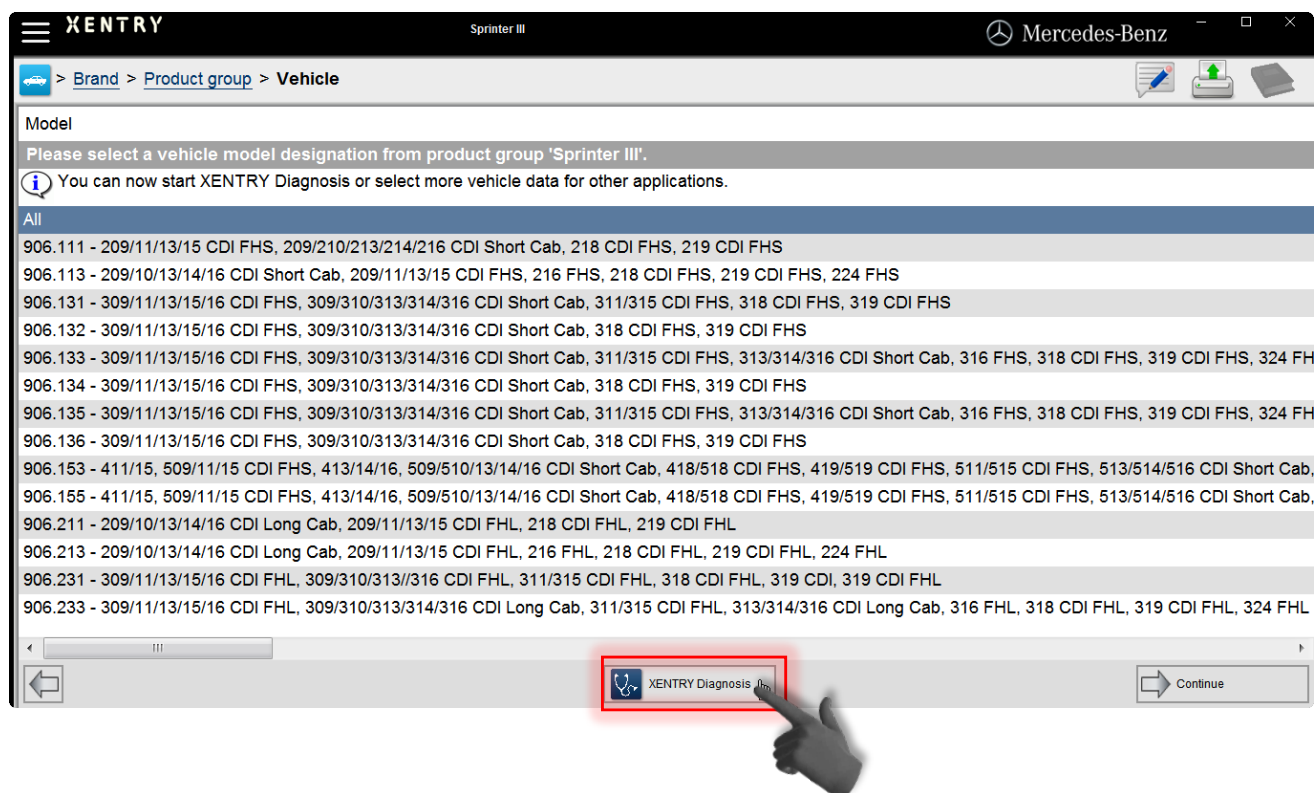 XENTRY
Sprinter III
Mercedes-Benz
> Brand > Product group > Vehicle
Model
Please select a vehicle model designation from product group 'Sprinter III'.
You can now start XENTRY Diagnosis or select more vehicle data for other applications.
All
906.111 - 209/11/13/15 CDI FHS, 209/210/213/214/216 CDI Short Cab, 218 CDI FHS, 219 CDI FHS
906.113 - 209/10/13/14/16 CDI Short Cab, 209/11/13/15 CDI FHS, 216 FHS, 218 CDI FHS, 219 CDI FHS, 224 FHS
906.131 - 309/11/13/15/16 CDI FHS, 309/310/313/314/316 CDI Short Cab, 311/315 CDI FHS, 318 CDI FHS, 319 CDI FHS
906.132 - 309/11/13/15/16 CDI FHS, 309/310/313/314/316 CDI Short Cab, 318 CDI FHS, 319 CDI FHS
906.133 - 309/11/13/15/16 CDI FHS, 309/310/313/314/316 CDI Short Cab, 311/315 CDI FHS, 313/314/316 CDI Short Cab, 316 FHS, 318 CDI FHS, 319 CDI FHS, 324 FH
906.134 - 309/11/13/15/16 CDI FHS, 309/310/313/314/316 CDI Short Cab, 318 CDI FHS, 319 CDI FHS
906.135 - 309/11/13/15/16 CDI FHS, 309/310/313/314/316 CDI Short Cab, 311/315 CDI FHS, 313/314/316 CDI Short Cab, 316 FHS, 318 CDI FHS, 319 CDI FHS, 324 FH
906.136 - 309/11/13/15/16 CDI FHS, 309/310/313/314/316 CDI Short Cab, 318 CDI FHS, 319 CDI FHS
906.153 - 411/15, 509/11/15 CDI FHS, 413/14/16, 509/510/13/14/16 CDI Short Cab, 418/518 CDI FHS, 419/519 CDI FHS, 511/515 CDI FHS, 513/514/516 CDI Short Cab,
906.155 - 411/15, 509/11/15 CDI FHS, 413/14/16, 509/510/13/14/16 CDI Short Cab, 418/518 CDI FHS, 419/519 CDI FHS, 511/515 CDI FHS, 513/514/516 CDI Short Cab,
906.211 - 209/10/13/14/16 CDI Long Cab, 209/11/13/15 CDI FHL, 218 CDI FHL, 219 CDI FHL
906.213 - 209/10/13/14/16 CDI Long Cab, 209/11/13/15 CDI FHL, 216 FHL, 218 CDI FHL, 219 CDI FHL, 224 FHL
906.231 - 309/11/13/15/16 CDI FHL, 309/310/313//316 CDI FHL, 311/315 CDI FHL, 318 CDI FHL, 319 CDI, 319 CDI FHL
906.233 - 309/11/13/15/16 CDI FHL, 309/310/313/314/316 CDI Long Cab, 311/315 CDI FHL, 313/314/316 CDI Long Cab, 316 FHL, 318 CDI FHL, 319 CDI FHL, 324 FHL
XENTRY Diagnosis
Continue